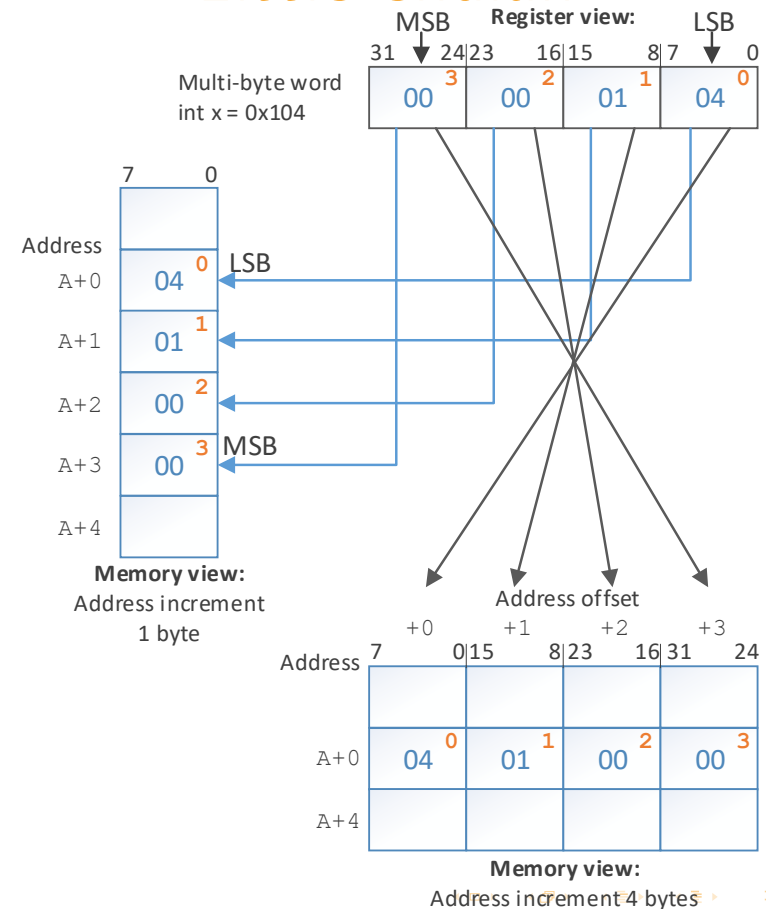 MSB Register view: LSB
31 24 23 16 15 8 7 0
Multi-byte word
int x = 0x104
00 3 00 2 01 1 04 0
7 0
Address
A+0 04 0 LSB
A+1 01 1
A+2 00 2
A+3 00 3 MSB
A+4
Memory view:
Address increment
1 byte
Address offset
+0 +1 +2 +3
Address 7 0 15 8 23 16 31 24
A+0 04 0 01 1 00 2 00 3
A+4
Memory view:
Address increment 4 bytes